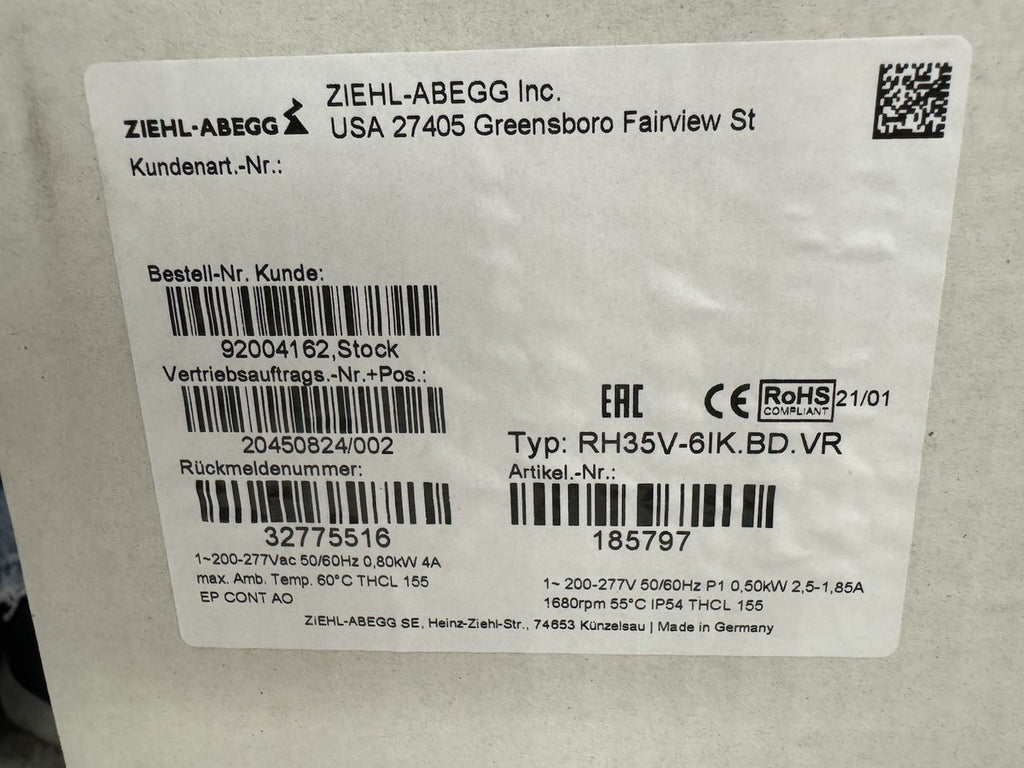 ZIEHL-ABEGG
ZIEHL-ABEGG Inc.
USA 27405 Greensboro Fairview St
Kundenart.-Nr.:
Bestell-Nr. Kunde:
92004162,Stock
Vertriebsauftrags.-Nr.+Pos.:
20450824/002
Rückmeldenummer:
32775516
1~200-277Vac 50/60Hz 0,80kW 4A
max. Amb. Temp. 60°C THCL 155
EP CONT AO
EAC CE RoHS COMPLIANT 21/01
Typ: RH35V-6IK.BD.VR
Artikel.-Nr.:
185797
1~ 200-277V 50/60Hz P1 0,50kW 2,5-1,85A
1680rpm 55°C IP54 THCL 155
ZIEHL-ABEGG SE, Heinz-Ziehl-Str., 74653 Künzelsau | Made in Germany